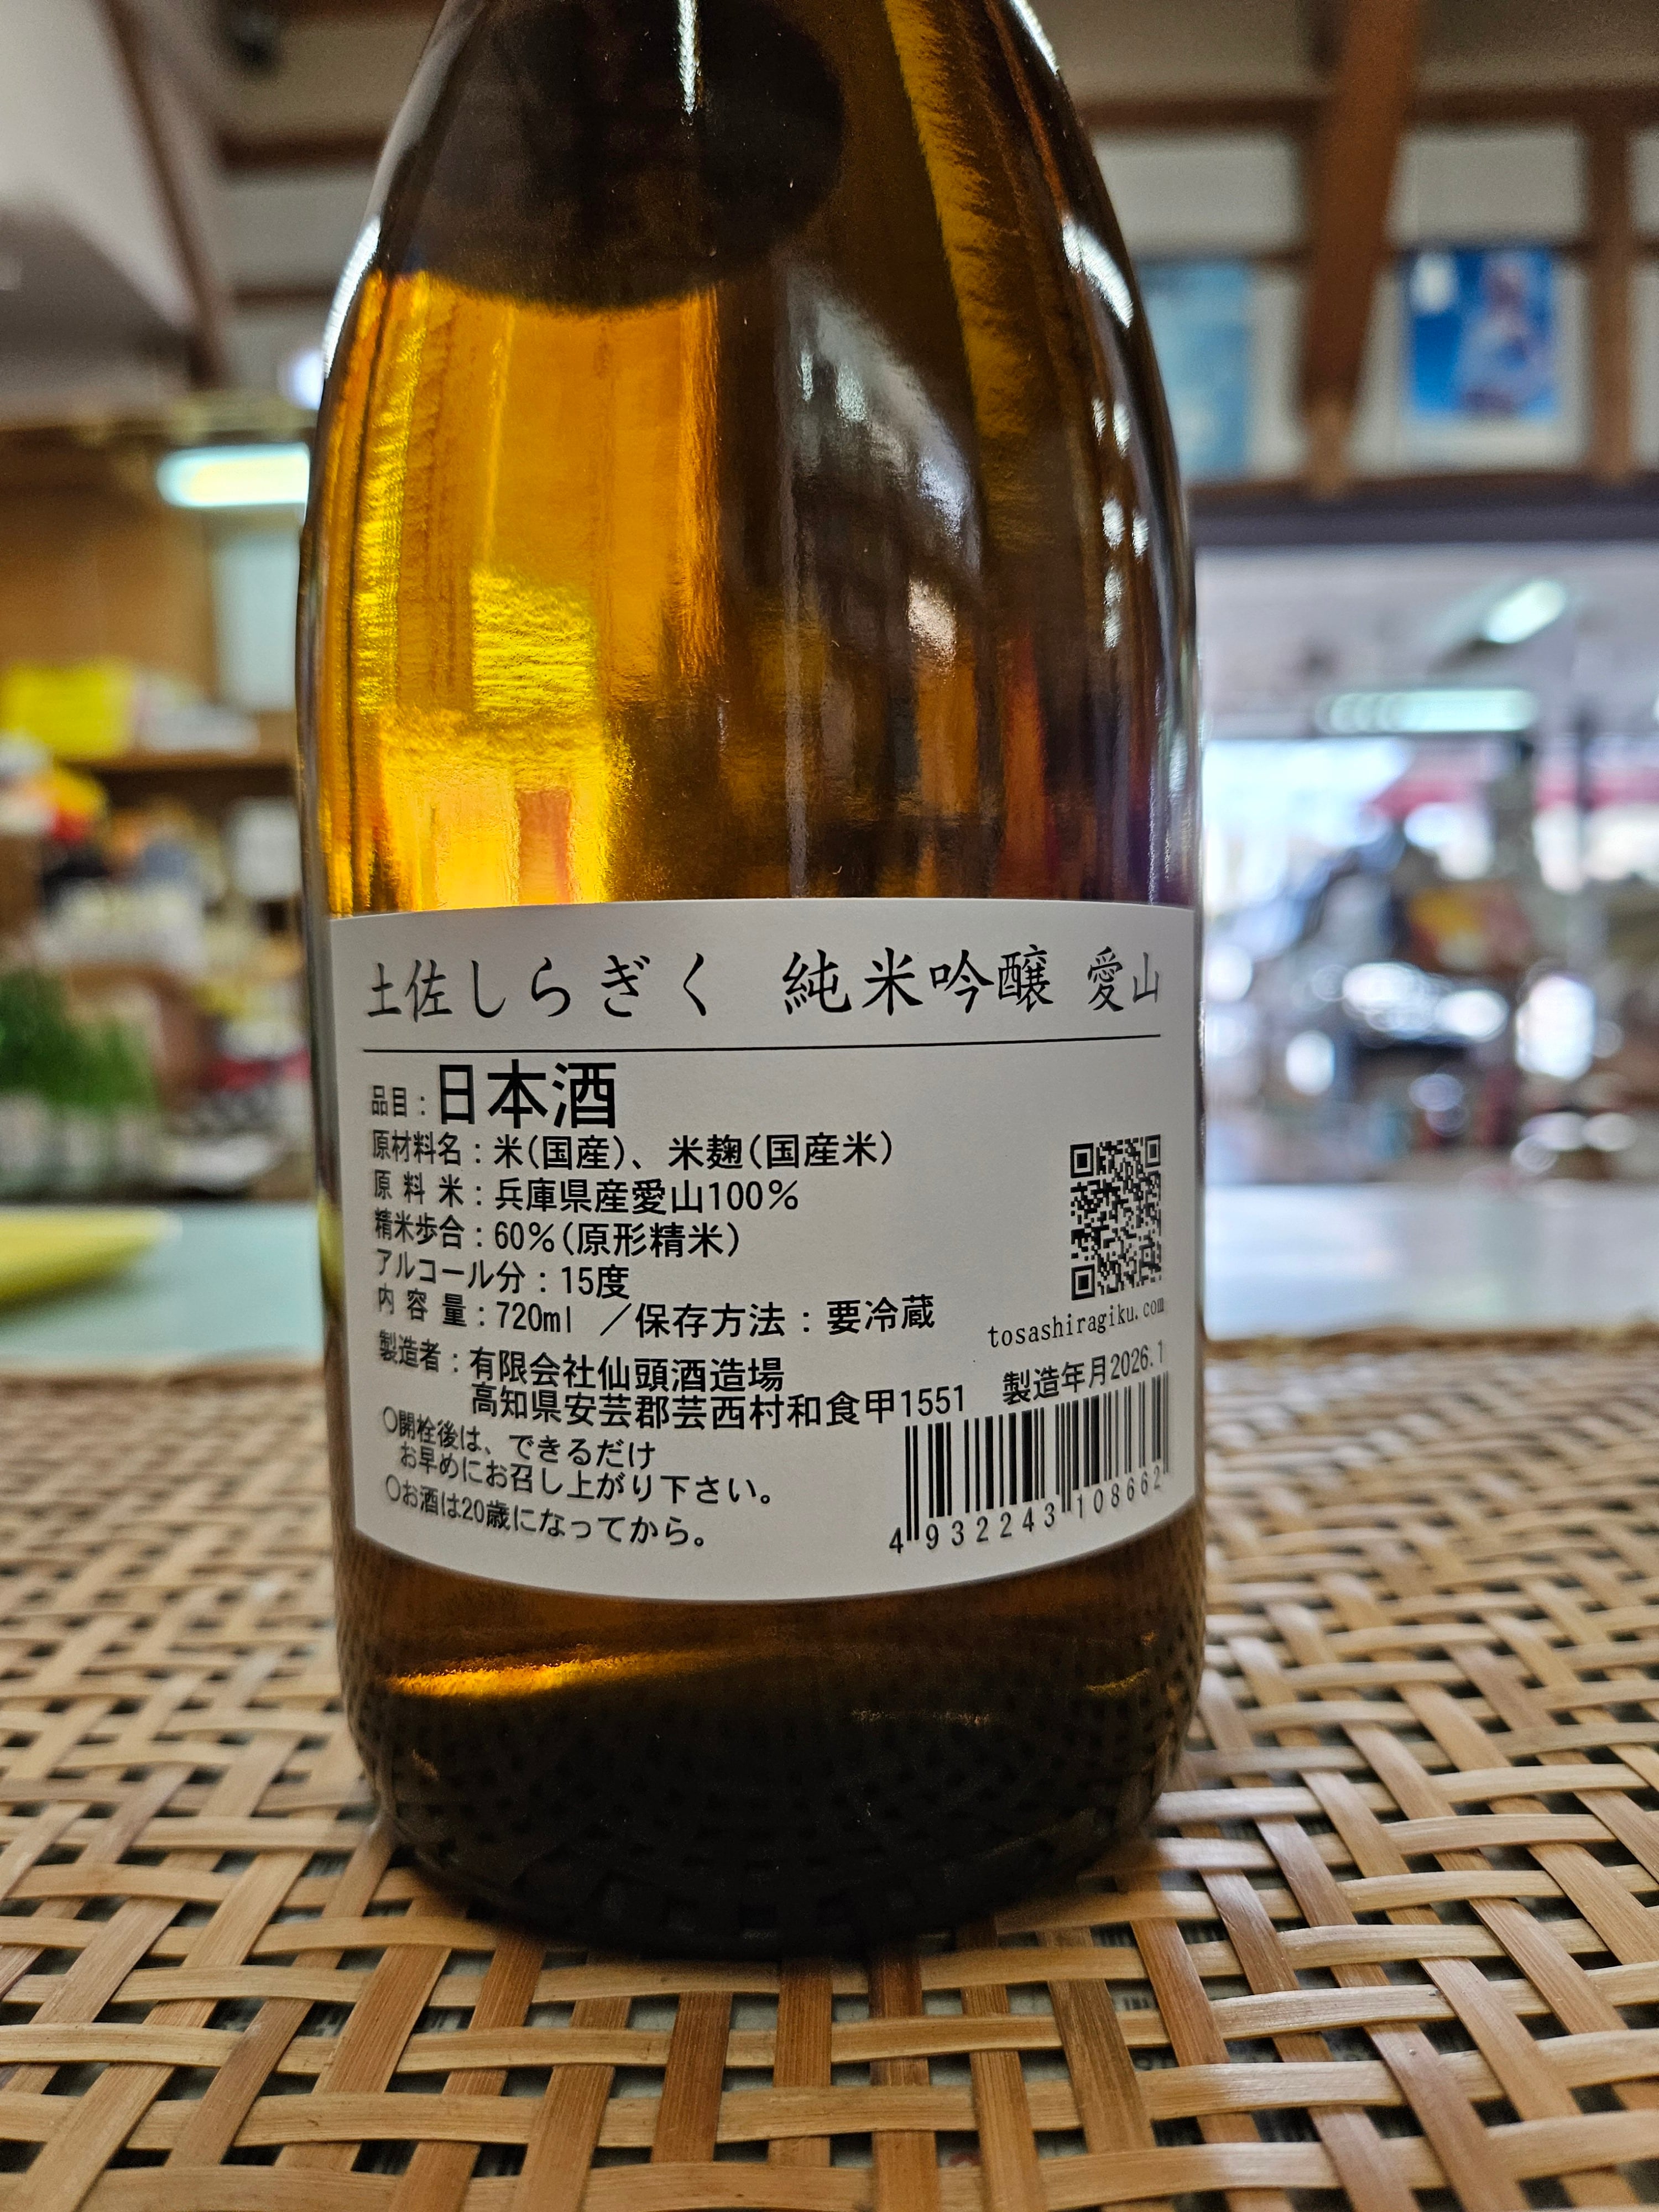 土佐しらぎく 純米吟醸 愛山
品目：日本酒
原材料名：米(国産)、米麹(国産米)
原料米：兵庫県産愛山100%
精米歩合：60%(原形精米)
アルコール分：15度
内容量：720ml ／保存方法：要冷蔵
tosashiragiku.com
製造者：有限会社仙頭酒造場
高知県安芸郡芸西村和食甲1551
製造年月2026.1
○開栓後は、できるだけ
お早めにお召し上がり下さい。
○お酒は20歳になってから。
4932243108662